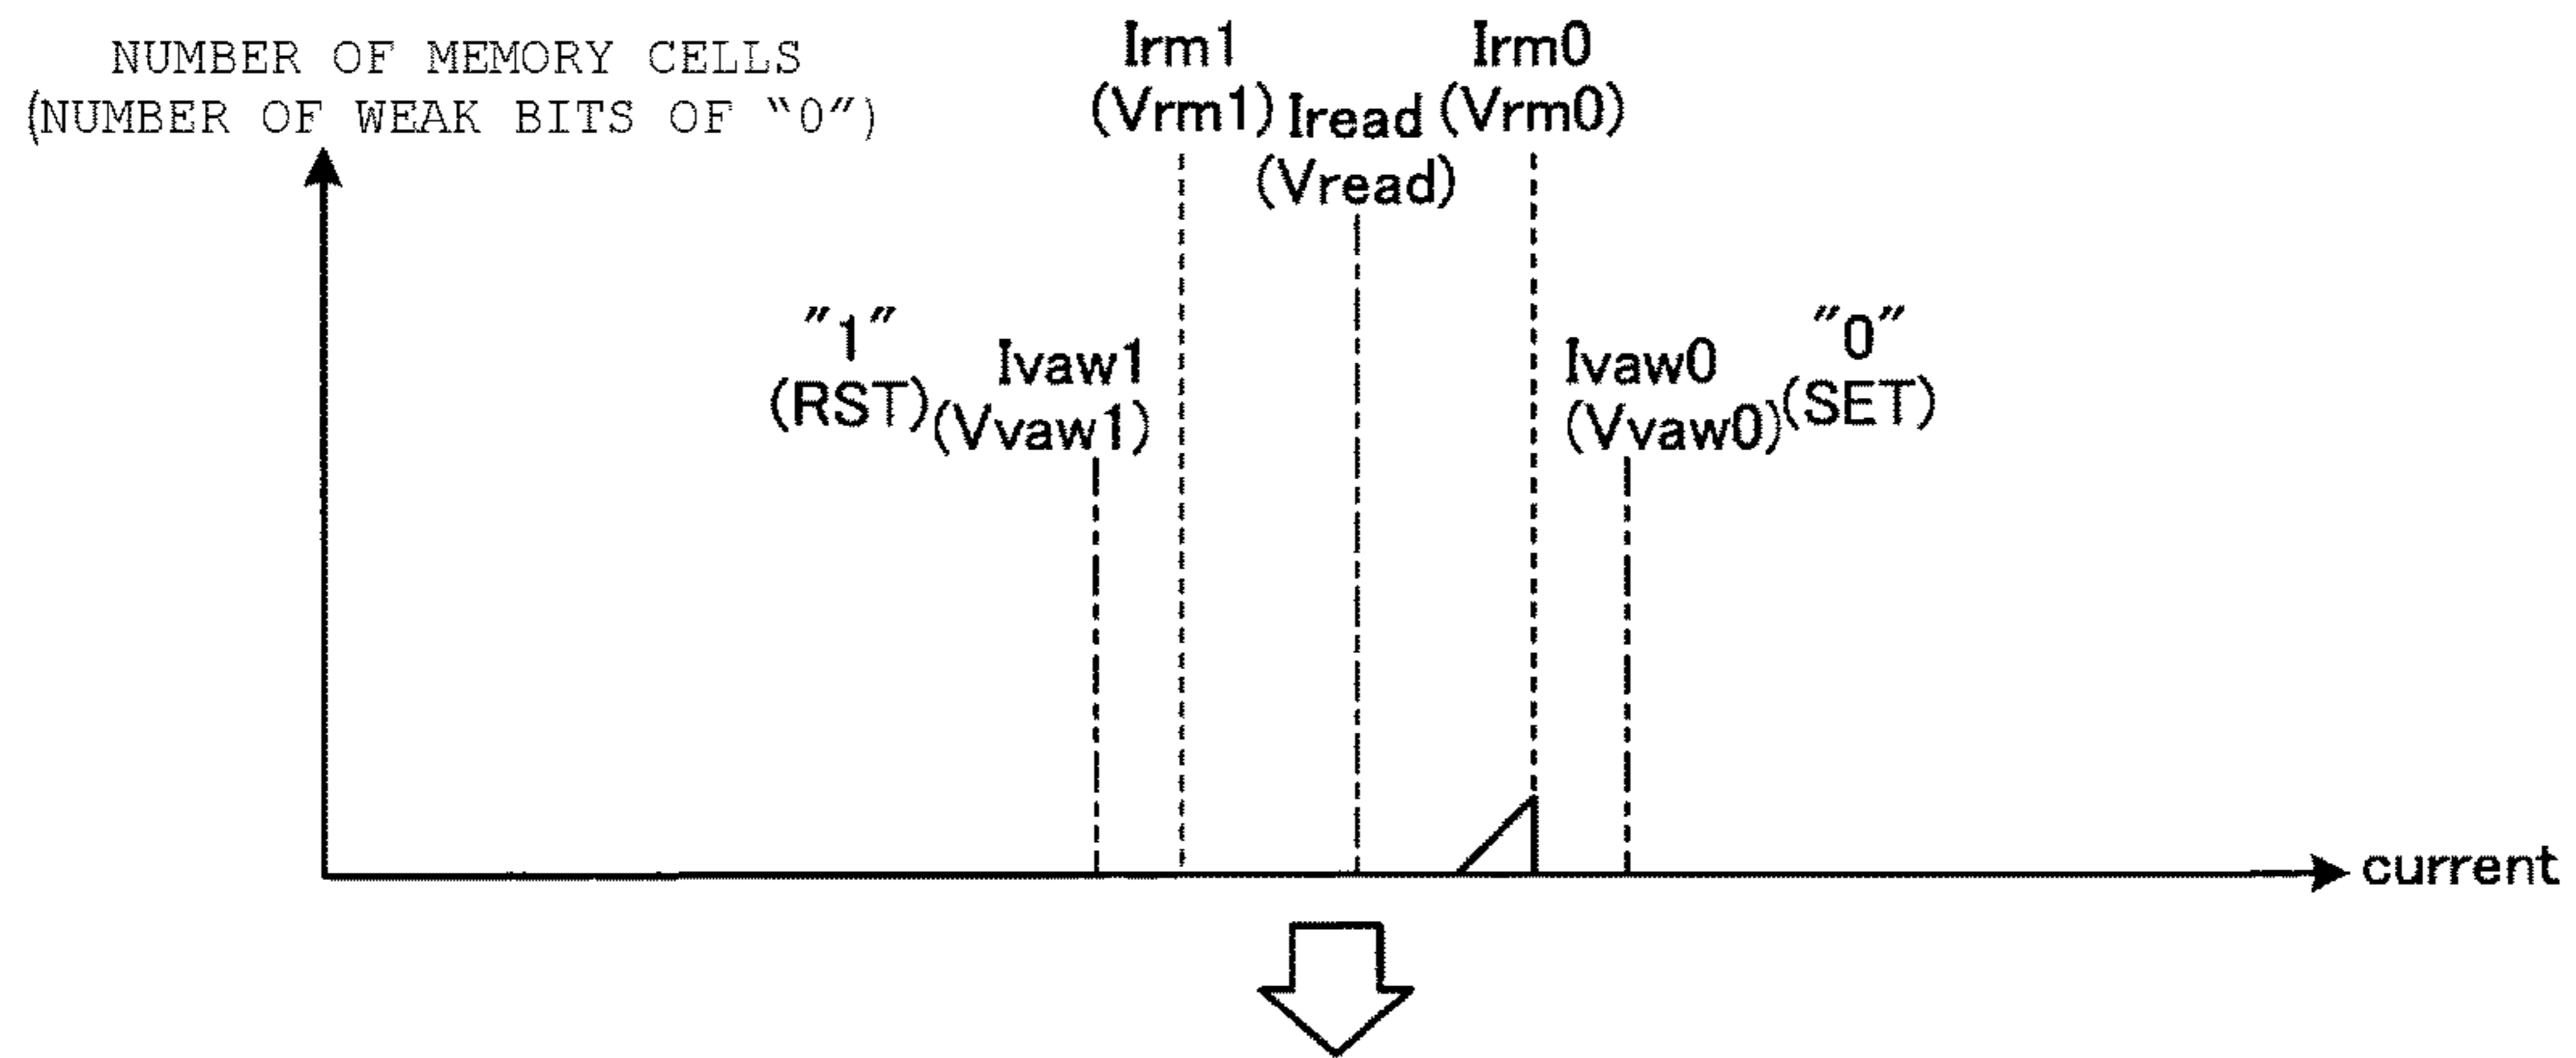 NUMBER OF MEMORY CELLS
(NUMBER OF WEAK BITS OF “0”)
Irm1
(Vrm1)
Iread
(Vread)
Irm0
(Vrm0)
"1"
(RST)
Ivaw1
(Vvaw1)
Ivaw0
(Vvaw0)
"0"
(SET)
current